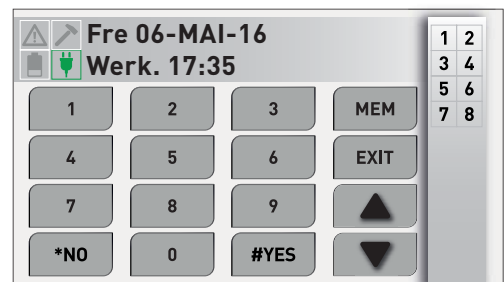 Fre 06-MAI-16
Werk. 17:35
1 2
3 4
5 6
7 8
1 2 3 MEM
4 5 6 EXIT
7 8 9
*NO 0 #YES